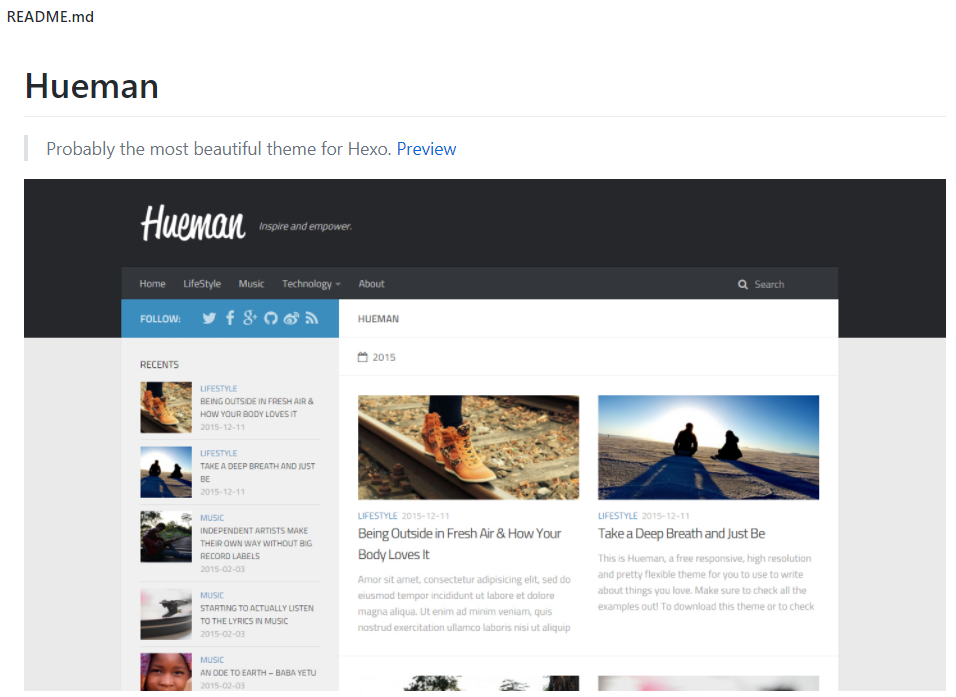 README.md
Hueman
Probably the most beautiful theme for Hexo. Preview
Hueman Inspire and empower.
Home LifeStyle Music Technology About Search
FOLLOW:
HUEMAN
2015
RECENTS
LIFESTYLE
BEING OUTSIDE IN FRESH AIR &
HOW YOUR BODY LOVES IT
2015-12-11
LIFESTYLE
TAKE A DEEP BREATH AND JUST
BE
2015-12-11
MUSIC
INDEPENDENT ARTISTS MAKE
THEIR OWN WAY WITHOUT BIG
RECORD LABELS
2015-02-03
MUSIC
STARTING TO ACTUALLY LISTEN
TO THE LYRICS IN MUSIC
2015-02-03
MUSIC
AN ODE TO EARTH – BABA YETU
2015-02-03
LIFESTYLE 2015-12-11
Being Outside in Fresh Air & How Your
Body Loves It
Amor sit amet, consectetur adipisicing elit, sed do
eiusmod tempor incididunt ut labore et dolore
magna aliqua. Ut enim ad minim veniam, quis
nostrud exercitation ullamco laboris nisi ut aliquip
LIFESTYLE 2015-12-11
Take a Deep Breath and Just Be
This is Hueman, a free responsive, high resolution
and pretty flexible theme for you to use to write
about things you love. Make sure to check all the
examples out! To download this theme or to check